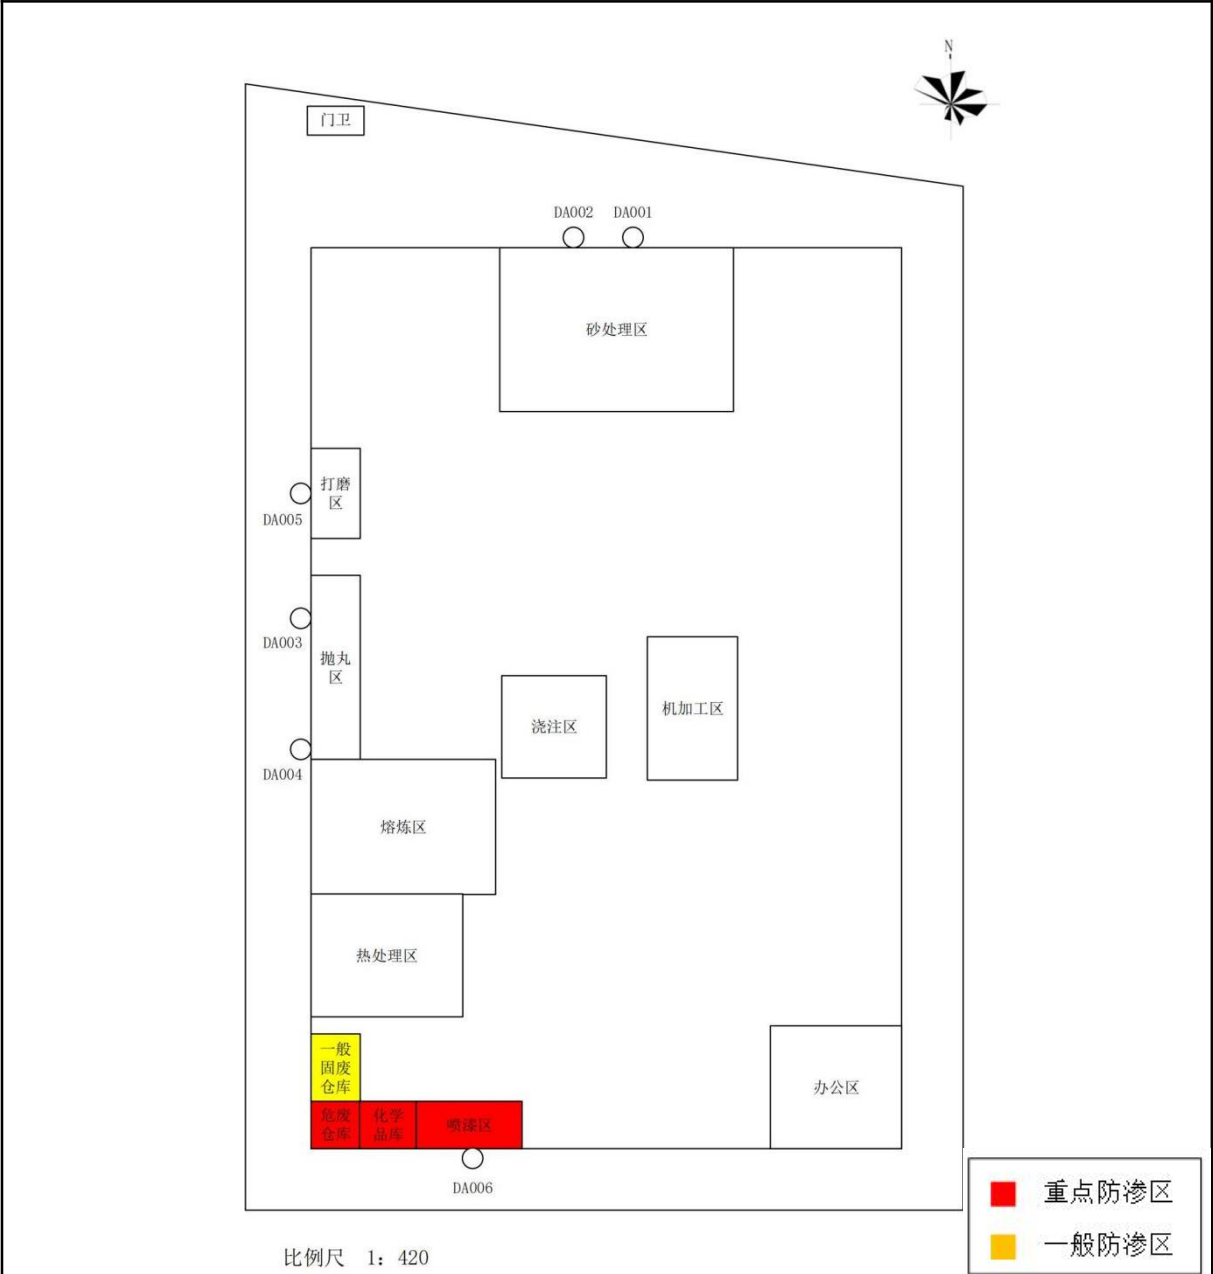 N
门卫
DA002
DA001
砂处理区
打磨
区
DA005
DA003
抛丸
区
机加工区
浇注区
DA004
熔炼区
热处理区
一般
固废
仓库
办公区
危废
仓库
化学
品库
喷漆区
DA006
重点防渗区
一般防渗区
比例尺 1: 420